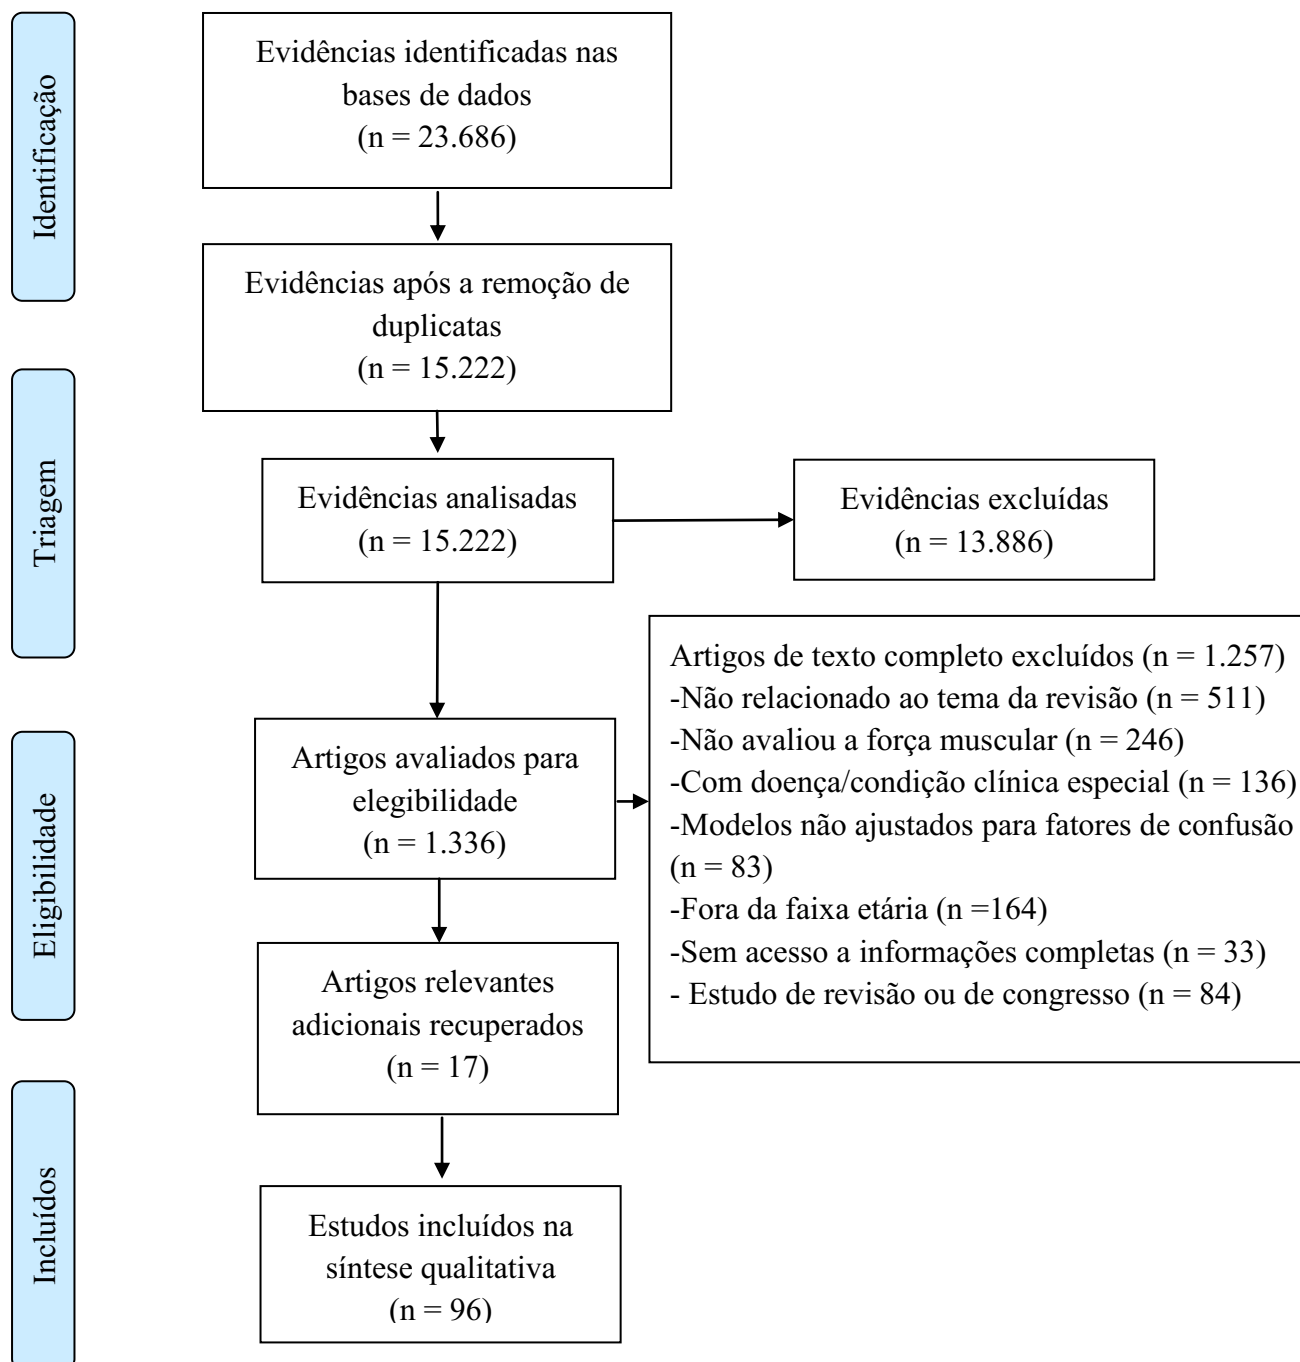 Identificação
Evidências identificadas nas
bases de dados
(n = 23.686)
Evidências após a remoção de
duplicatas
(n = 15.222)
Triagem
Evidências analisadas
(n = 15.222)
Evidências excluídas
(n = 13.886)
Eligibilidade
Artigos avaliados para
elegibilidade
(n = 1.336)
Artigos de texto completo excluídos (n = 1.257)
-Não relacionado ao tema da revisão (n = 511)
-Não avaliou a força muscular (n = 246)
-Com doença/condição clínica especial (n = 136)
-Modelos não ajustados para fatores de confusão
(n = 83)
-Fora da faixa etária (n =164)
-Sem acesso a informações completas (n = 33)
- Estudo de revisão ou de congresso (n = 84)
Artigos relevantes
adicionais recuperados
(n = 17)
Incluídos
Estudos incluídos na
síntese qualitativa
(n = 96)